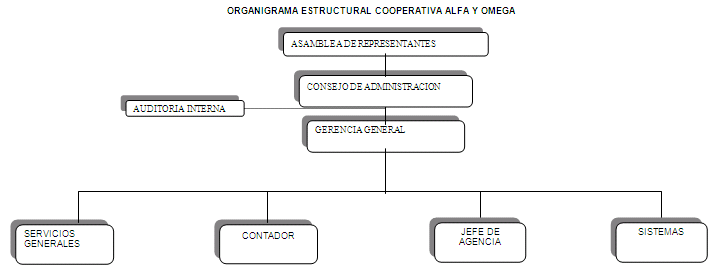 ORGANIGRAMA ESTRUCTURAL COOPERATIVA ALFA Y OMEGA
ASAMBLEA DE REPRESENTANTES
CONSEJO DE ADMINISTRACION
AUDITORIA INTERNA
GERENCIA GENERAL
SERVICIOS
GENERALES
CONTADOR
JEFE DE
AGENCIA
SISTEMAS